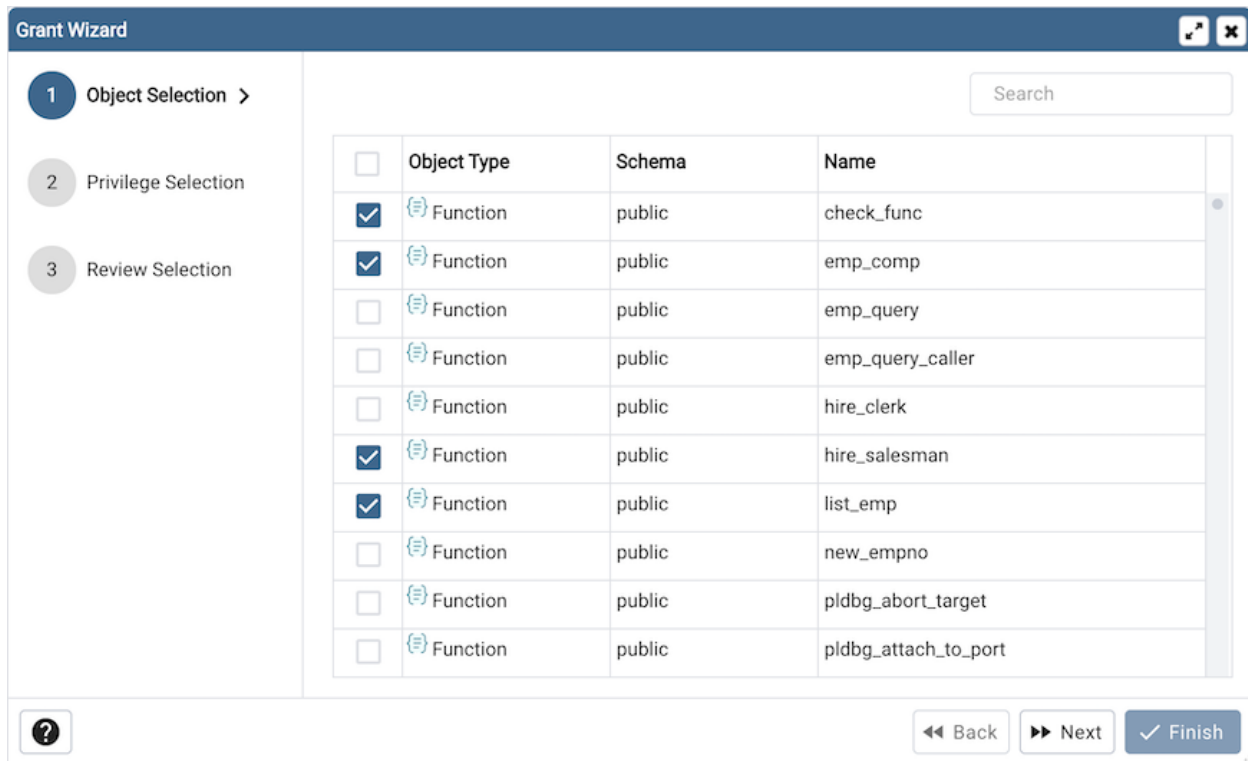 Grant Wizard
1 Object Selection
2 Privilege Selection
3 Review Selection
Search
Object Type Schema Name
Function public check_func
Function public emp_comp
Function public emp_query
Function public emp_query_caller
Function public hire_clerk
Function public hire_salesman
Function public list_emp
Function public new_empno
Function public pldbg_abort_target
Function public pldbg_attach_to_port
? Back Next Finish